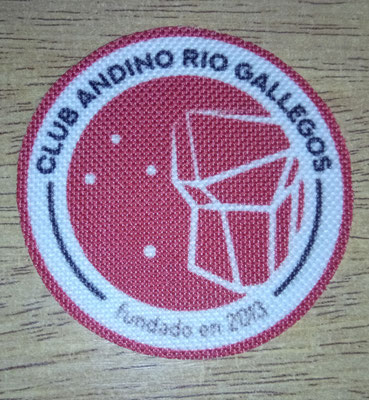 CLUB ANDINO RIO GALLEGOS
fundado en 2013